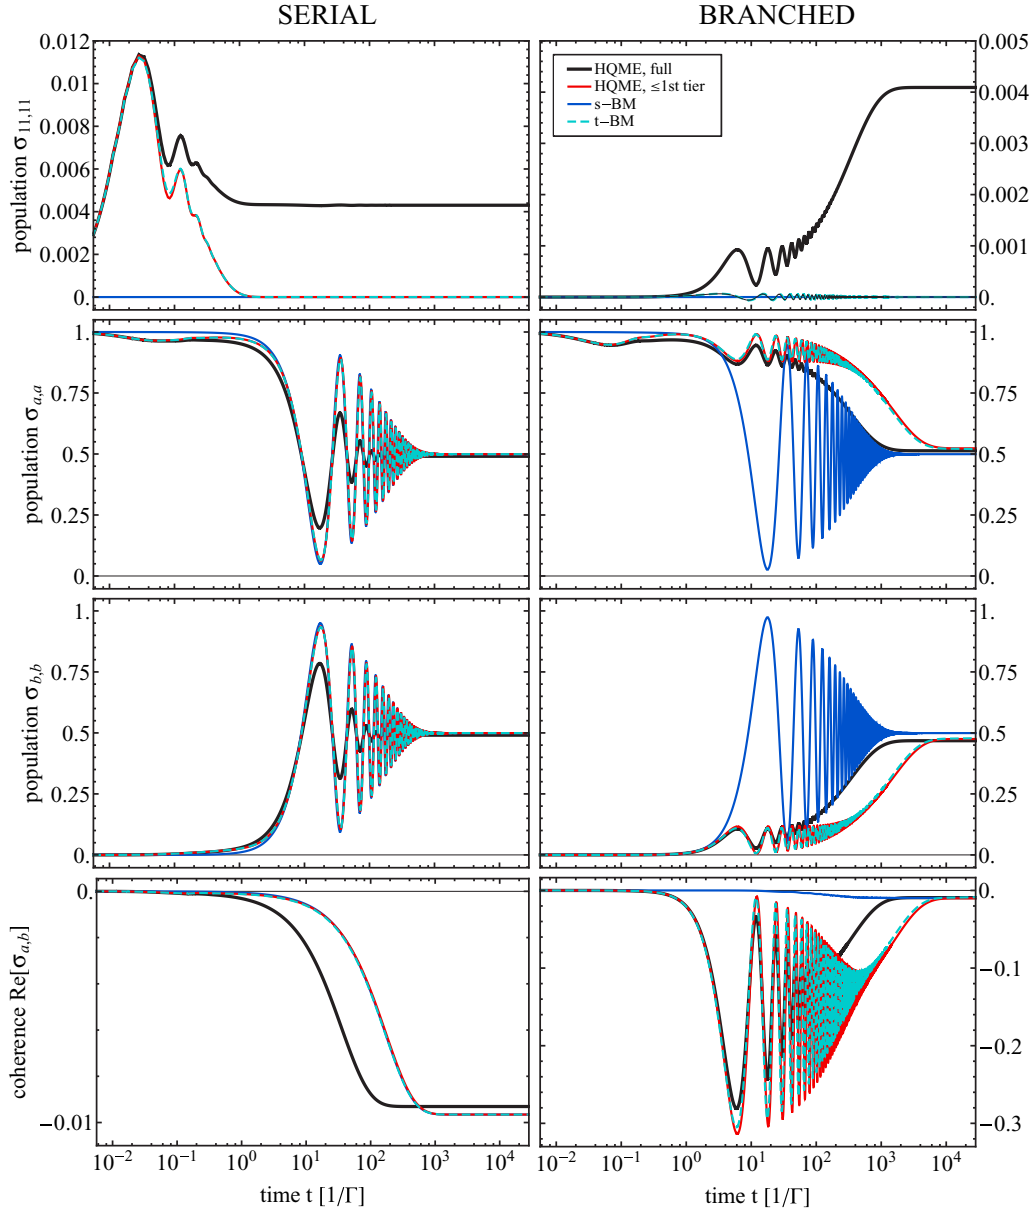 SERIAL
BRANCHED
population σ11,11
0.012
0.01
0.008
0.006
0.004
0.002
0.
HQME, full
HQME, ≤1st tier
s−BM
t−BM
0.005
0.004
0.003
0.002
0.001
0
population σa,a
1.
0.75
0.5
0.25
0.
1.
0.75
0.5
0.25
0.
population σb,b
1.
0.75
0.5
0.25
0.
1.
0.75
0.5
0.25
0.
coherence Re[σa,b]
0.
−0.01
0.
−0.1
−0.2
−0.3
10−2 10−1 100 101 102 103 104
10−2 10−1 100 101 102 103 104
time t [1/Γ]
time t [1/Γ]